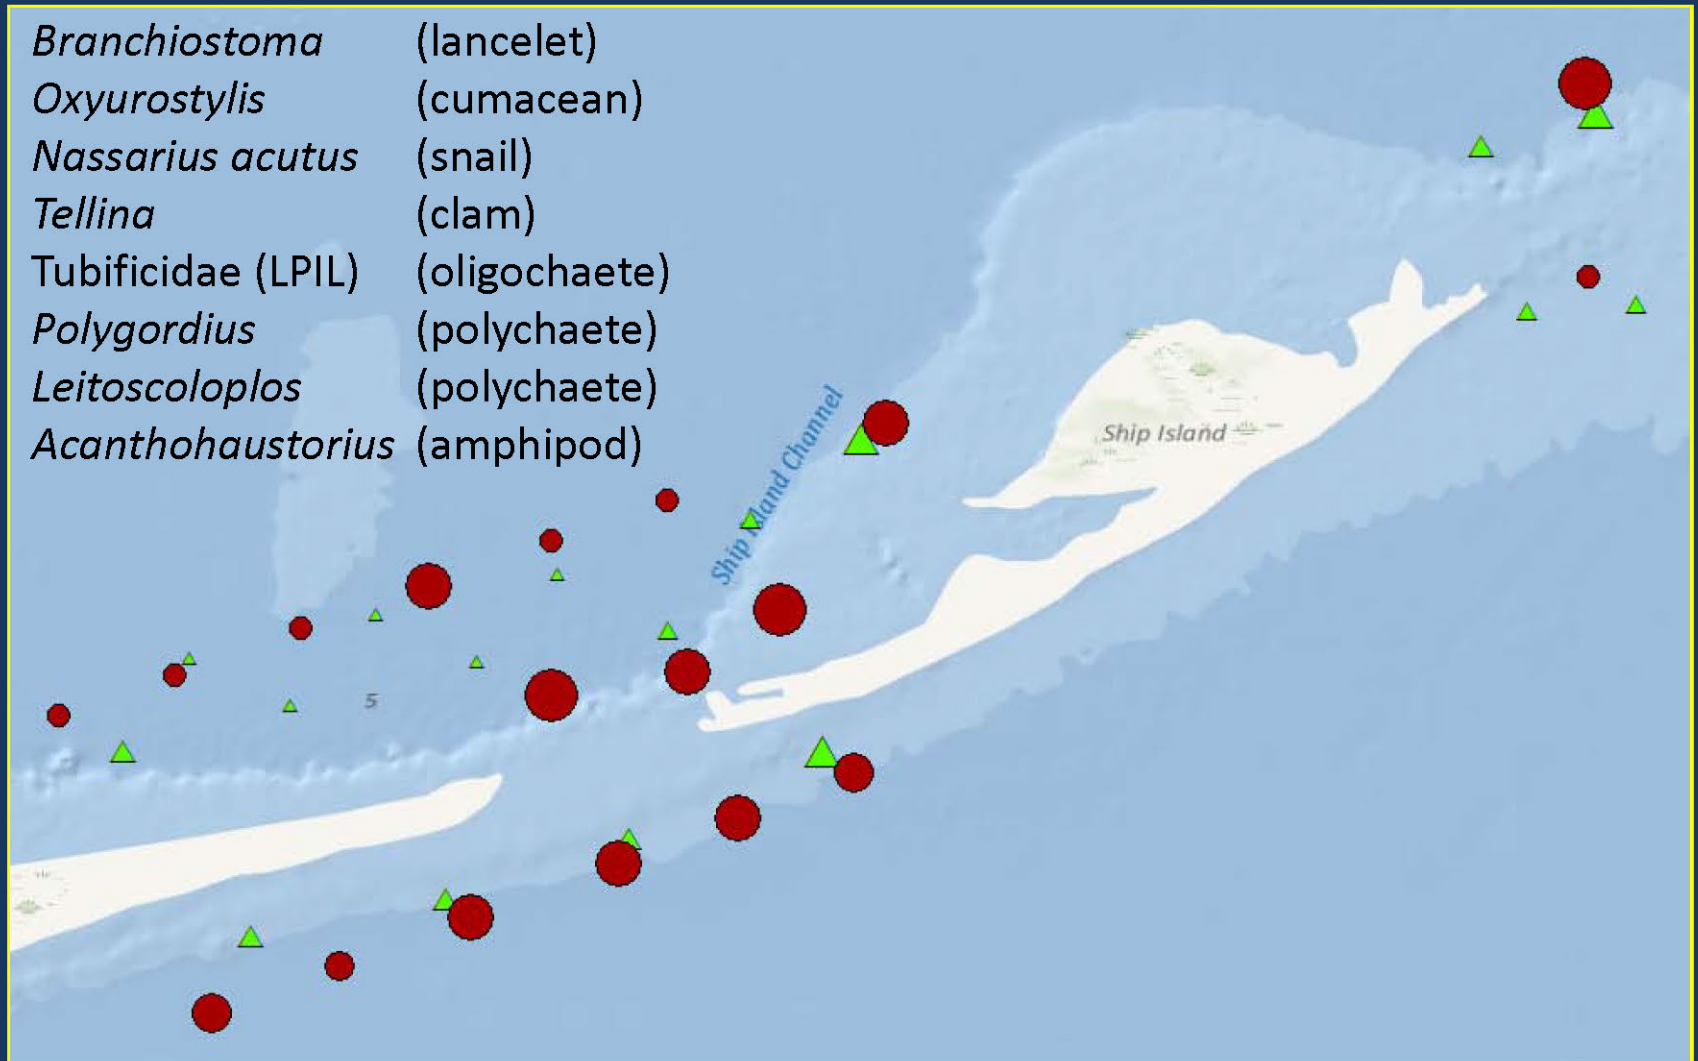 Branchiostoma (lancelet)
Oxyurostylis (cumacean)
Nassarius acutus (snail)
Tellina (clam)
Tubificidae (LPIL) (oligochaete)
Polygordius (polychaete)
Leitoscoloplos (polychaete)
Acanthohaustorius (amphipod)
Ship Island
Ship Island Channel
5